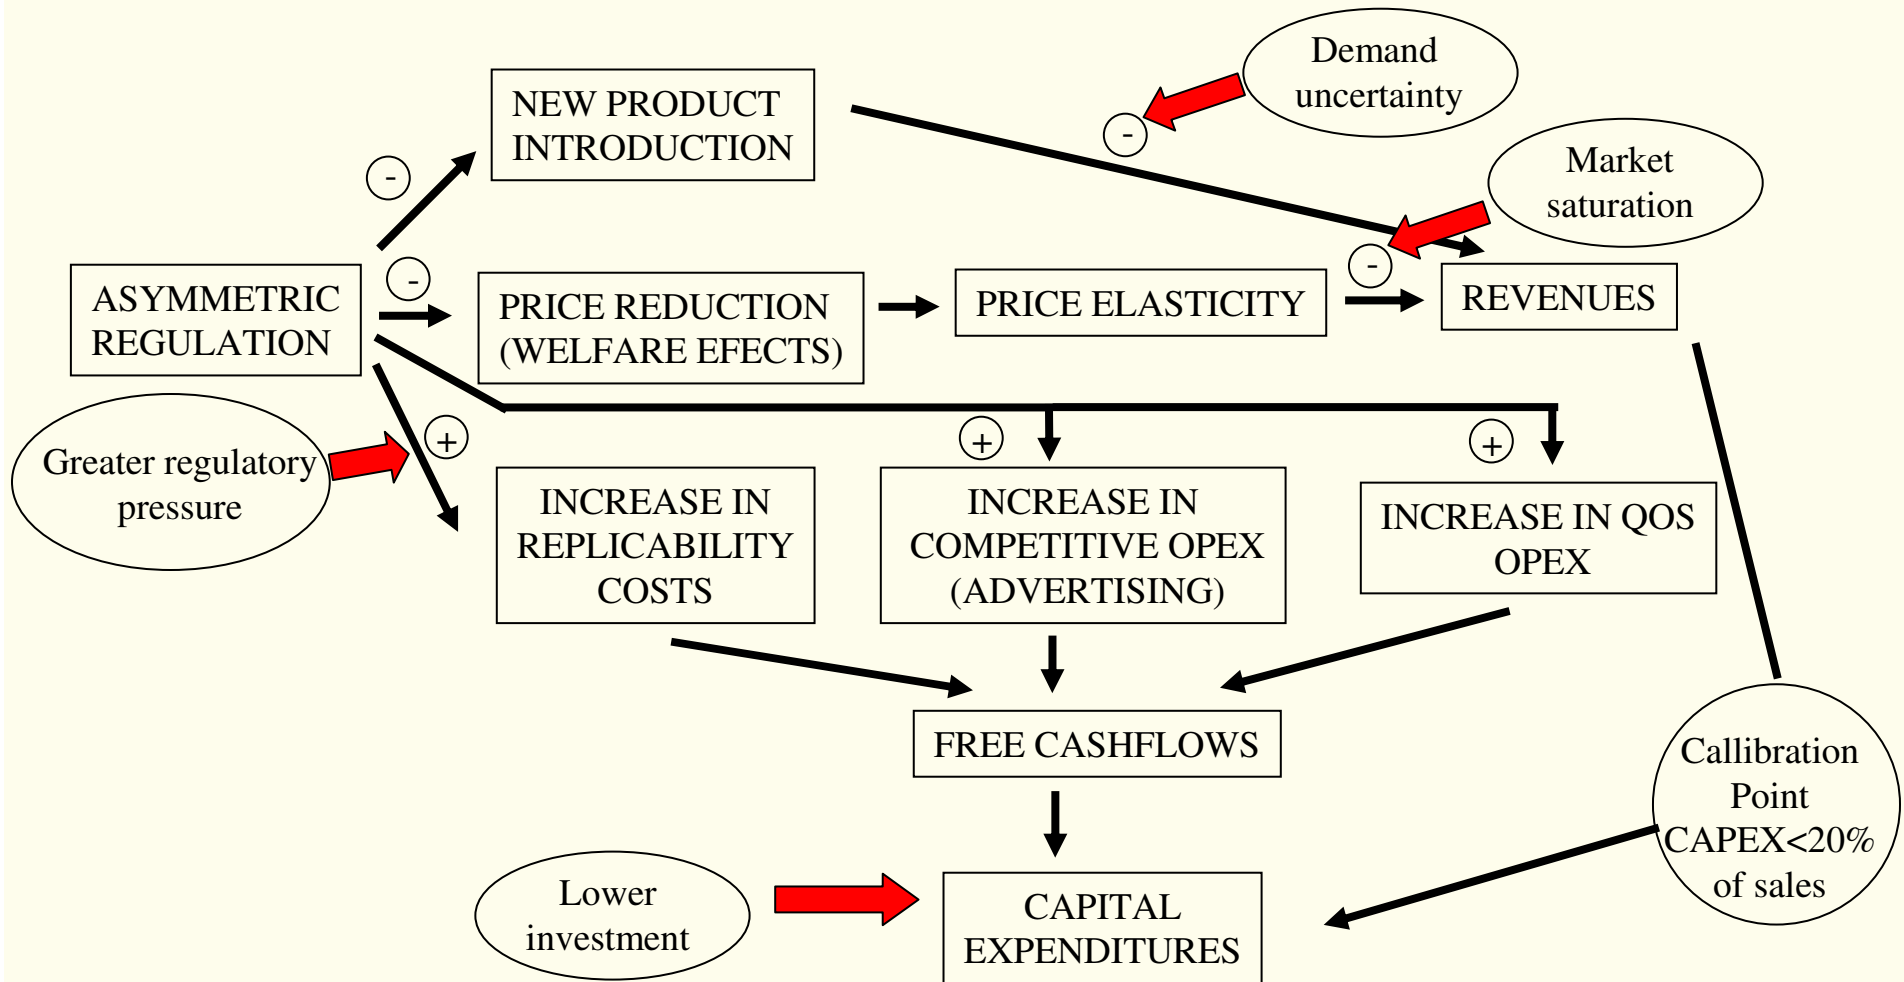 Demand
uncertainty
NEW PRODUCT
INTRODUCTION
-
Market
saturation
-
-
-
ASYMMETRIC
REGULATION
PRICE REDUCTION
(WELFARE EFECTS)
PRICE ELASTICITY
REVENUES
+
+
+
Greater regulatory
pressure
INCREASE IN
REPLICABILITY
COSTS
INCREASE IN
COMPETITIVE OPEX
(ADVERTISING)
INCREASE IN QOS
OPEX
FREE CASHFLOWS
Callibration
Point
CAPEX<20%
of sales
Lower
investment
CAPITAL
EXPENDITURES